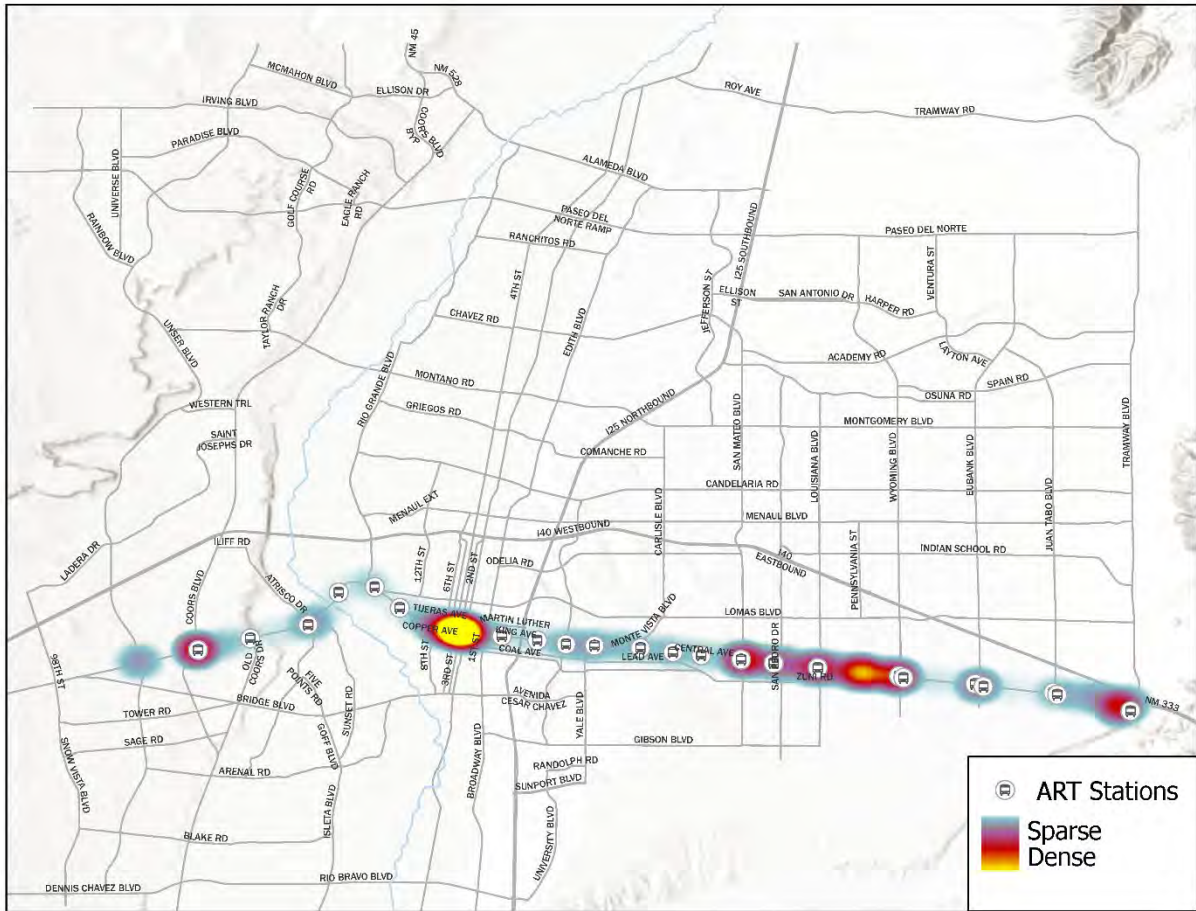 NM 45
NM 528
MCMAHON BLVD
ELLISON DR
IRVING BLVD
COORS BLVD
BYP
PARADISE BLVD
ROY AVE
TRAMWAY RD
UNIVERSE BLVD
GOLF COURSE
RD
EAGLE RANCH
RD
ALAMEDA BLVD
RAINBOW BLVD
PASEO DEL
NORTE RAMP
PASEO DEL NORTE
RANCHITOS RD
I25 SOUTHBOUND
VENTURA ST
4TH ST
JEFFERSON ST
ELLISON
ST
SAN ANTONIO DR
HARPER RD
TAYLOR RANCH
DR
UNSER BLVD
CHAVEZ RD
EDITH BLVD
ACADEMY RD
LAYTON AVE
RIO GRANDE BLVD
MONTANO RD
SPAIN RD
OSUNA RD
WESTERN TRL
GRIEGOS RD
I25 NORTHBOUND
SAN MATEO BLVD
MONTGOMERY BLVD
TRAMWAY BLVD
SAINT
JOSEPHS DR
COMANCHE RD
LOUISIANA BLVD
WYOMING BLVD
EUBANK BLVD
CANDELARIA RD
MENAUL EXT
CARLISLE BLVD
MENAUL BLVD
JUAN TABO BLVD
I40 WESTBOUND
LADERA DR
ILIFF RD
12TH ST
6TH ST
2ND ST
ODELIA RD
I40
EASTBOUND
PENNSYLVANIA ST
INDIAN SCHOOL RD
COORS BLVD
ATRISCO DR
TIJERAS AVE
MARTIN LUTHER
KING AVE
COPPER AVE
LOMAS BLVD
MONTE VISTA BLVD
CENTRAL AVE
COAL AVE
LEAD AVE
98TH ST
OLD
COORS DR
8TH ST
3RD ST
1ST ST
SAN PEDRO DR
ZUNI RD
FIVE
POINTS RD
SUNSET RD
BRIDGE BLVD
AVENIDA
CESAR CHAVEZ
YALE BLVD
NM 333
TOWER RD
SAGE RD
GOFF BLVD
GIBSON BLVD
SNOW VISTA BLVD
ARENAL RD
BROADWAY BLVD
RANDOLPH RD
SUNPORT BLVD
ISLETA BLVD
BLAKE RD
UNIVERSITY BLVD
RIO BRAVO BLVD
DENNIS CHAVEZ BLVD
ART Stations
Sparse
Dense